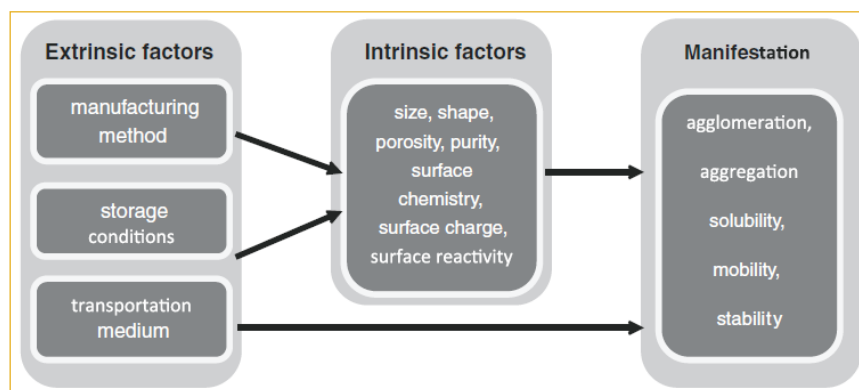 Extrinsic factors
manufacturing
method
storage
conditions
transportation
medium
Intrinsic factors
size, shape,
porosity, purity,
surface
chemistry,
surface charge,
surface reactivity
Manifestation
agglomeration,
aggregation
solubility,
mobility,
stability